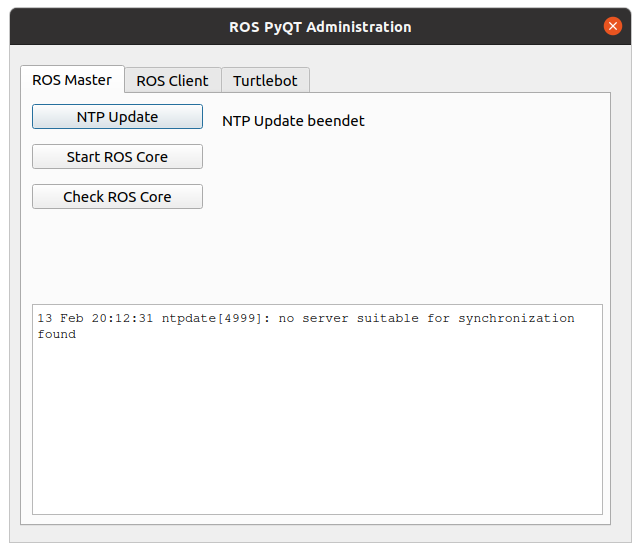 ROS PyQT Administration
ROS Master ROS Client Turtlebot
NTP Update NTP Update beendet
Start ROS Core
Check ROS Core
13 Feb 20:12:31 ntpdate[4999]: no server suitable for synchronization
found